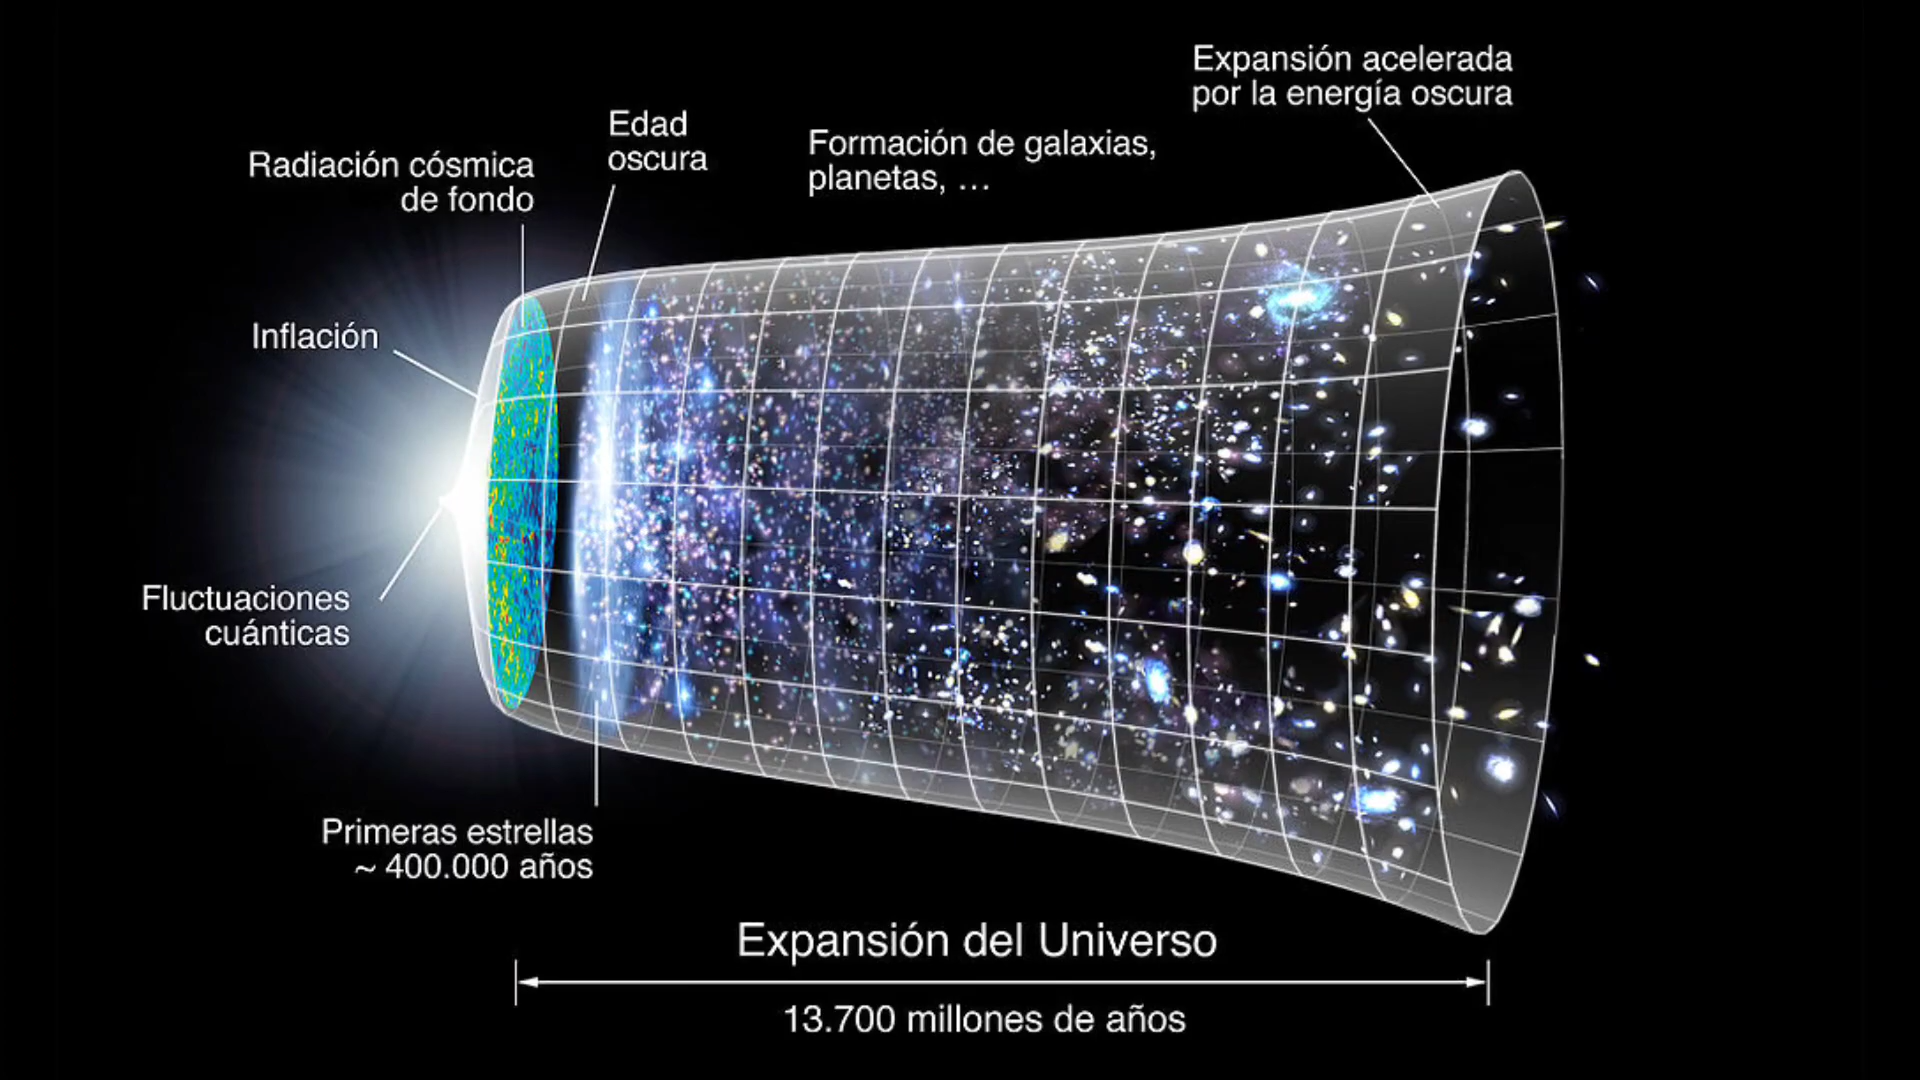 Expansión acelerada
por la energía oscura
Edad
oscura
Formación de galaxias,
planetas, ...
Radiación cósmica
de fondo
Inflación
Fluctuaciones
cuánticas
Primeras estrellas
~ 400.000 años
Expansión del Universo
13.700 millones de años